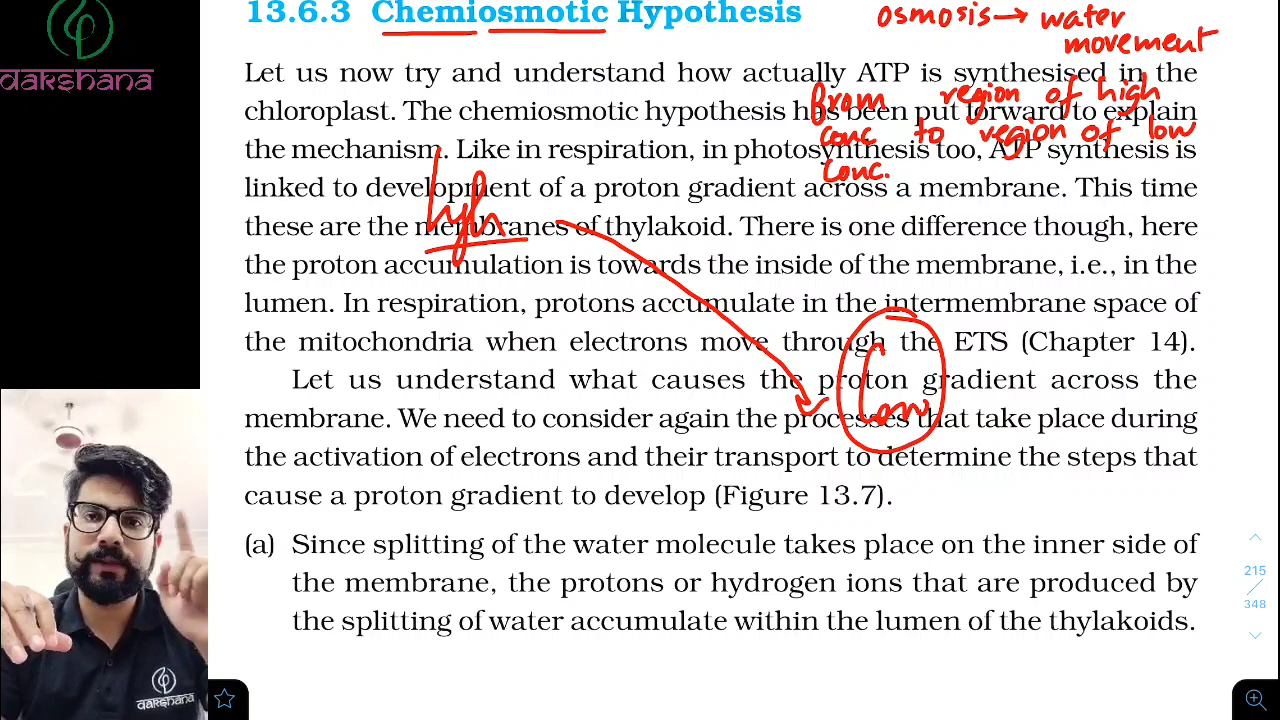 13.6.3 Chemiosmotic Hypothesis
osmosis → water
movement
from region of high
conc to region of low
conc.
dakshana
Let us now try and understand how actually ATP is synthesised in the
chloroplast. The chemiosmotic hypothesis has been put forward to explain
the mechanism. Like in respiration, in photosynthesis too, ATP synthesis is
linked to development of a proton gradient across a membrane. This time
these are the membranes of thylakoid. There is one difference though, here
the proton accumulation is towards the inside of the membrane, i.e., in the
lumen. In respiration, protons accumulate in the intermembrane space of
the mitochondria when electrons move through the ETS (Chapter 14).
Let us understand what causes the proton gradient across the
membrane. We need to consider again the processes that take place during
the activation of electrons and their transport to determine the steps that
cause a proton gradient to develop (Figure 13.7).
(a) Since splitting of the water molecule takes place on the inner side of
the membrane, the protons or hydrogen ions that are produced by
the splitting of water accumulate within the lumen of the thylakoids.
215
348
dakshana